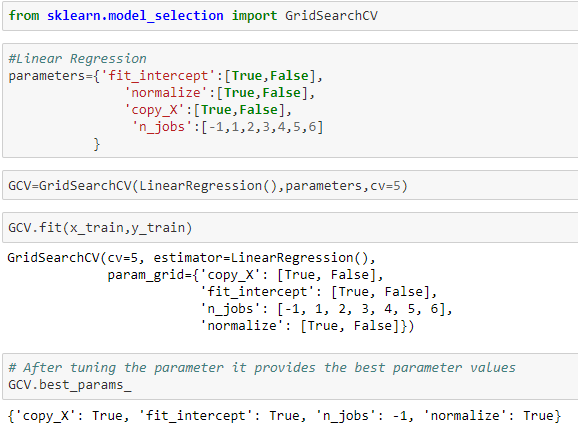 from sklearn.model_selection import GridSearchCV
#Linear Regression
parameters={'fit_intercept':[True,False],
'normalize':[True,False],
'copy_X':[True,False],
'n_jobs':[-1,1,2,3,4,5,6]
}
GCV=GridSearchCV(LinearRegression(),parameters,cv=5)
GCV.fit(x_train,y_train)
GridSearchCV(cv=5, estimator=LinearRegression(),
param_grid={'copy_X': [True, False],
'fit_intercept': [True, False],
'n_jobs': [-1, 1, 2, 3, 4, 5, 6],
'normalize': [True, False]})
# After tuning the parameter it provides the best parameter values
GCV.best_params_
{'copy_X': True, 'fit_intercept': True, 'n_jobs': -1, 'normalize': True}